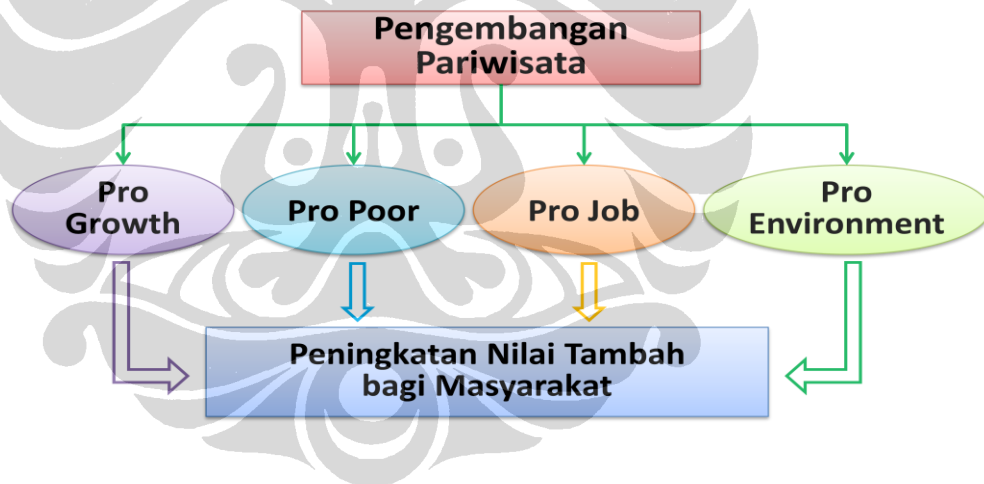 Pengembangan
Pariwisata
Pro
Growth
Pro Poor
Pro Job
Pro
Environment
Peningkatan Nilai Tambah
bagi Masyarakat